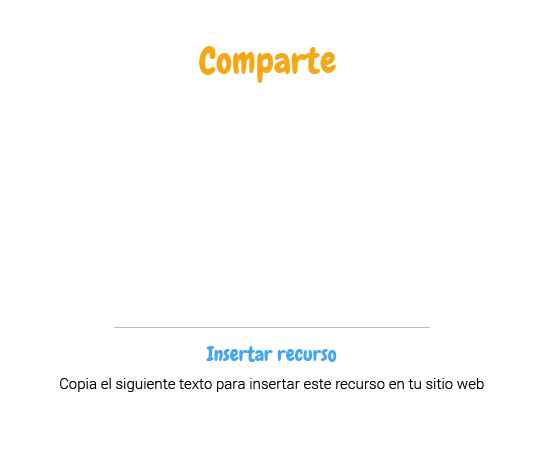 Comparte
Insertar recurso
Copia el siguiente texto para insertar este recurso en tu sitio web